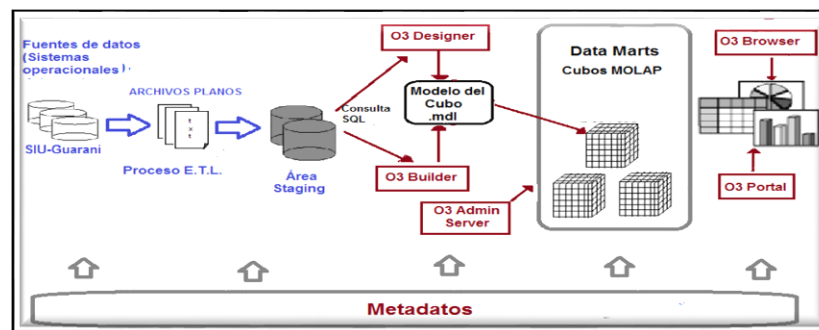 Fuentes de datos
(Sistemas
operacionales ):
SIU-Guarani
ARCHIVOS PLANOS
t
x
t
Proceso E.T.L.
Área
Staging
Consulta
SQL
O3 Designer
Modelo del
Cubo
.mdl
O3 Builder
O3 Admin
Server
Data Marts
Cubos MOLAP
O3 Browser
O3 Portal
Metadatos